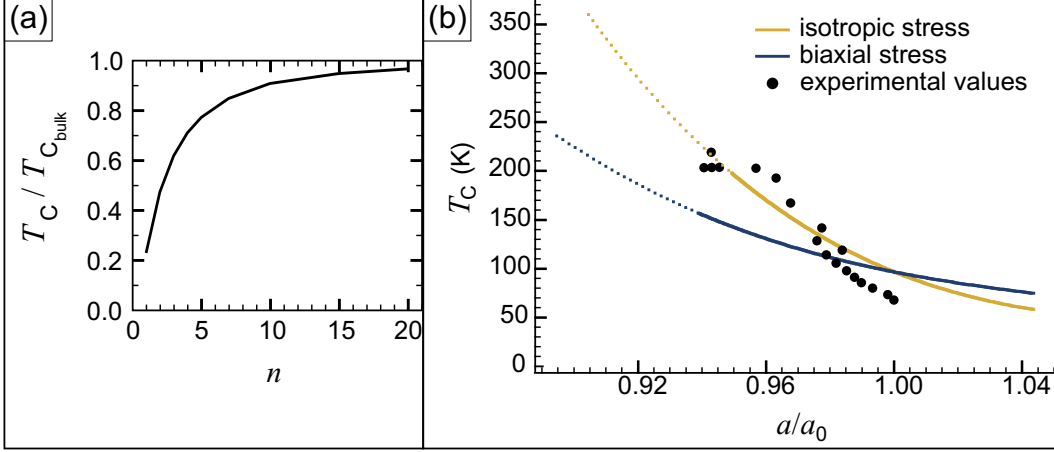 (a)
T_C / T_C_bulk
1.0
0.8
0.6
0.4
0.2
0.0
0 5 10 15 20
n
(b)
T_C (K)
350
300
250
200
150
100
50
0
isotropic stress
biaxial stress
experimental values
0.92 0.96 1.00 1.04
a/a_0